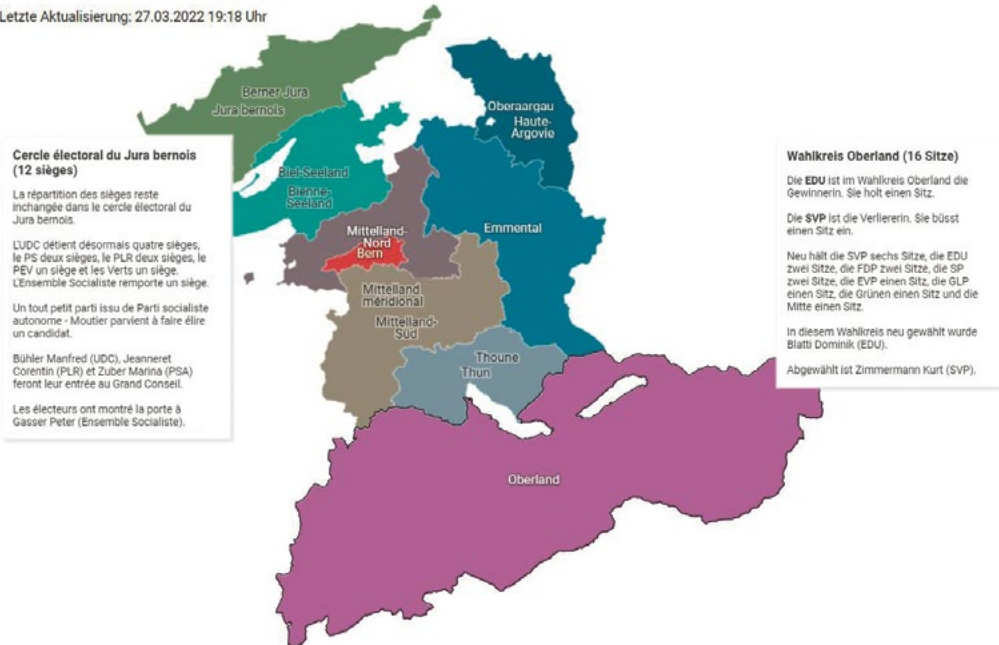 Letzte Aktualisierung: 27.03.2022 19:18 Uhr
Berner Jura
Jura bernois
Oberaargau
Haute-
Argovie
Cercle électoral du Jura bernois
(12 sièges)
La répartition des sièges reste
inchangée dans le cercle électoral du
Jura bernois.
L'UDC détient désormais quatre sièges,
le PS deux sièges, le PLR deux sièges, le
PEV un siège et les Verts un siège.
L'Ensemble Socialiste remporte un siège.
Un tout petit parti issu de Parti socialiste
autonome - Moutier parvient à faire élire
un candidat.
Bühler Manfred (UDC), Jeanneret
Corentin (PLR) et Zuber Marina (PSA)
feront leur entrée au Grand Conseil.
Les électeurs ont montré la porte à
Gasser Peter (Ensemble Socialiste).
Biel-Seeland
Bienne-
Seeland
Mittelland-
Nord
Bern
Emmental
Mittelland
méridional
Mittelland-
Süd
Thoune
Thun
Oberland
Wahlkreis Oberland (16 Sitze)
Die EDU ist im Wahlkreis Oberland die
Gewinnerin. Sie holt einen Sitz.
Die SVP ist die Verliererin. Sie büsst
einen Sitz ein.
Neu hält die SVP sechs Sitze, die EDU
zwei Sitze, die FDP zwei Sitze, die SP
zwei Sitze, die EVP einen Sitz, die GLP
einen Sitz, die Grünen einen Sitz und die
Mitte einen Sitz.
In diesem Wahlkreis neu gewählt wurde
Blatti Dominik (EDU).
Abgewählt ist Zimmermann Kurt (SVP).